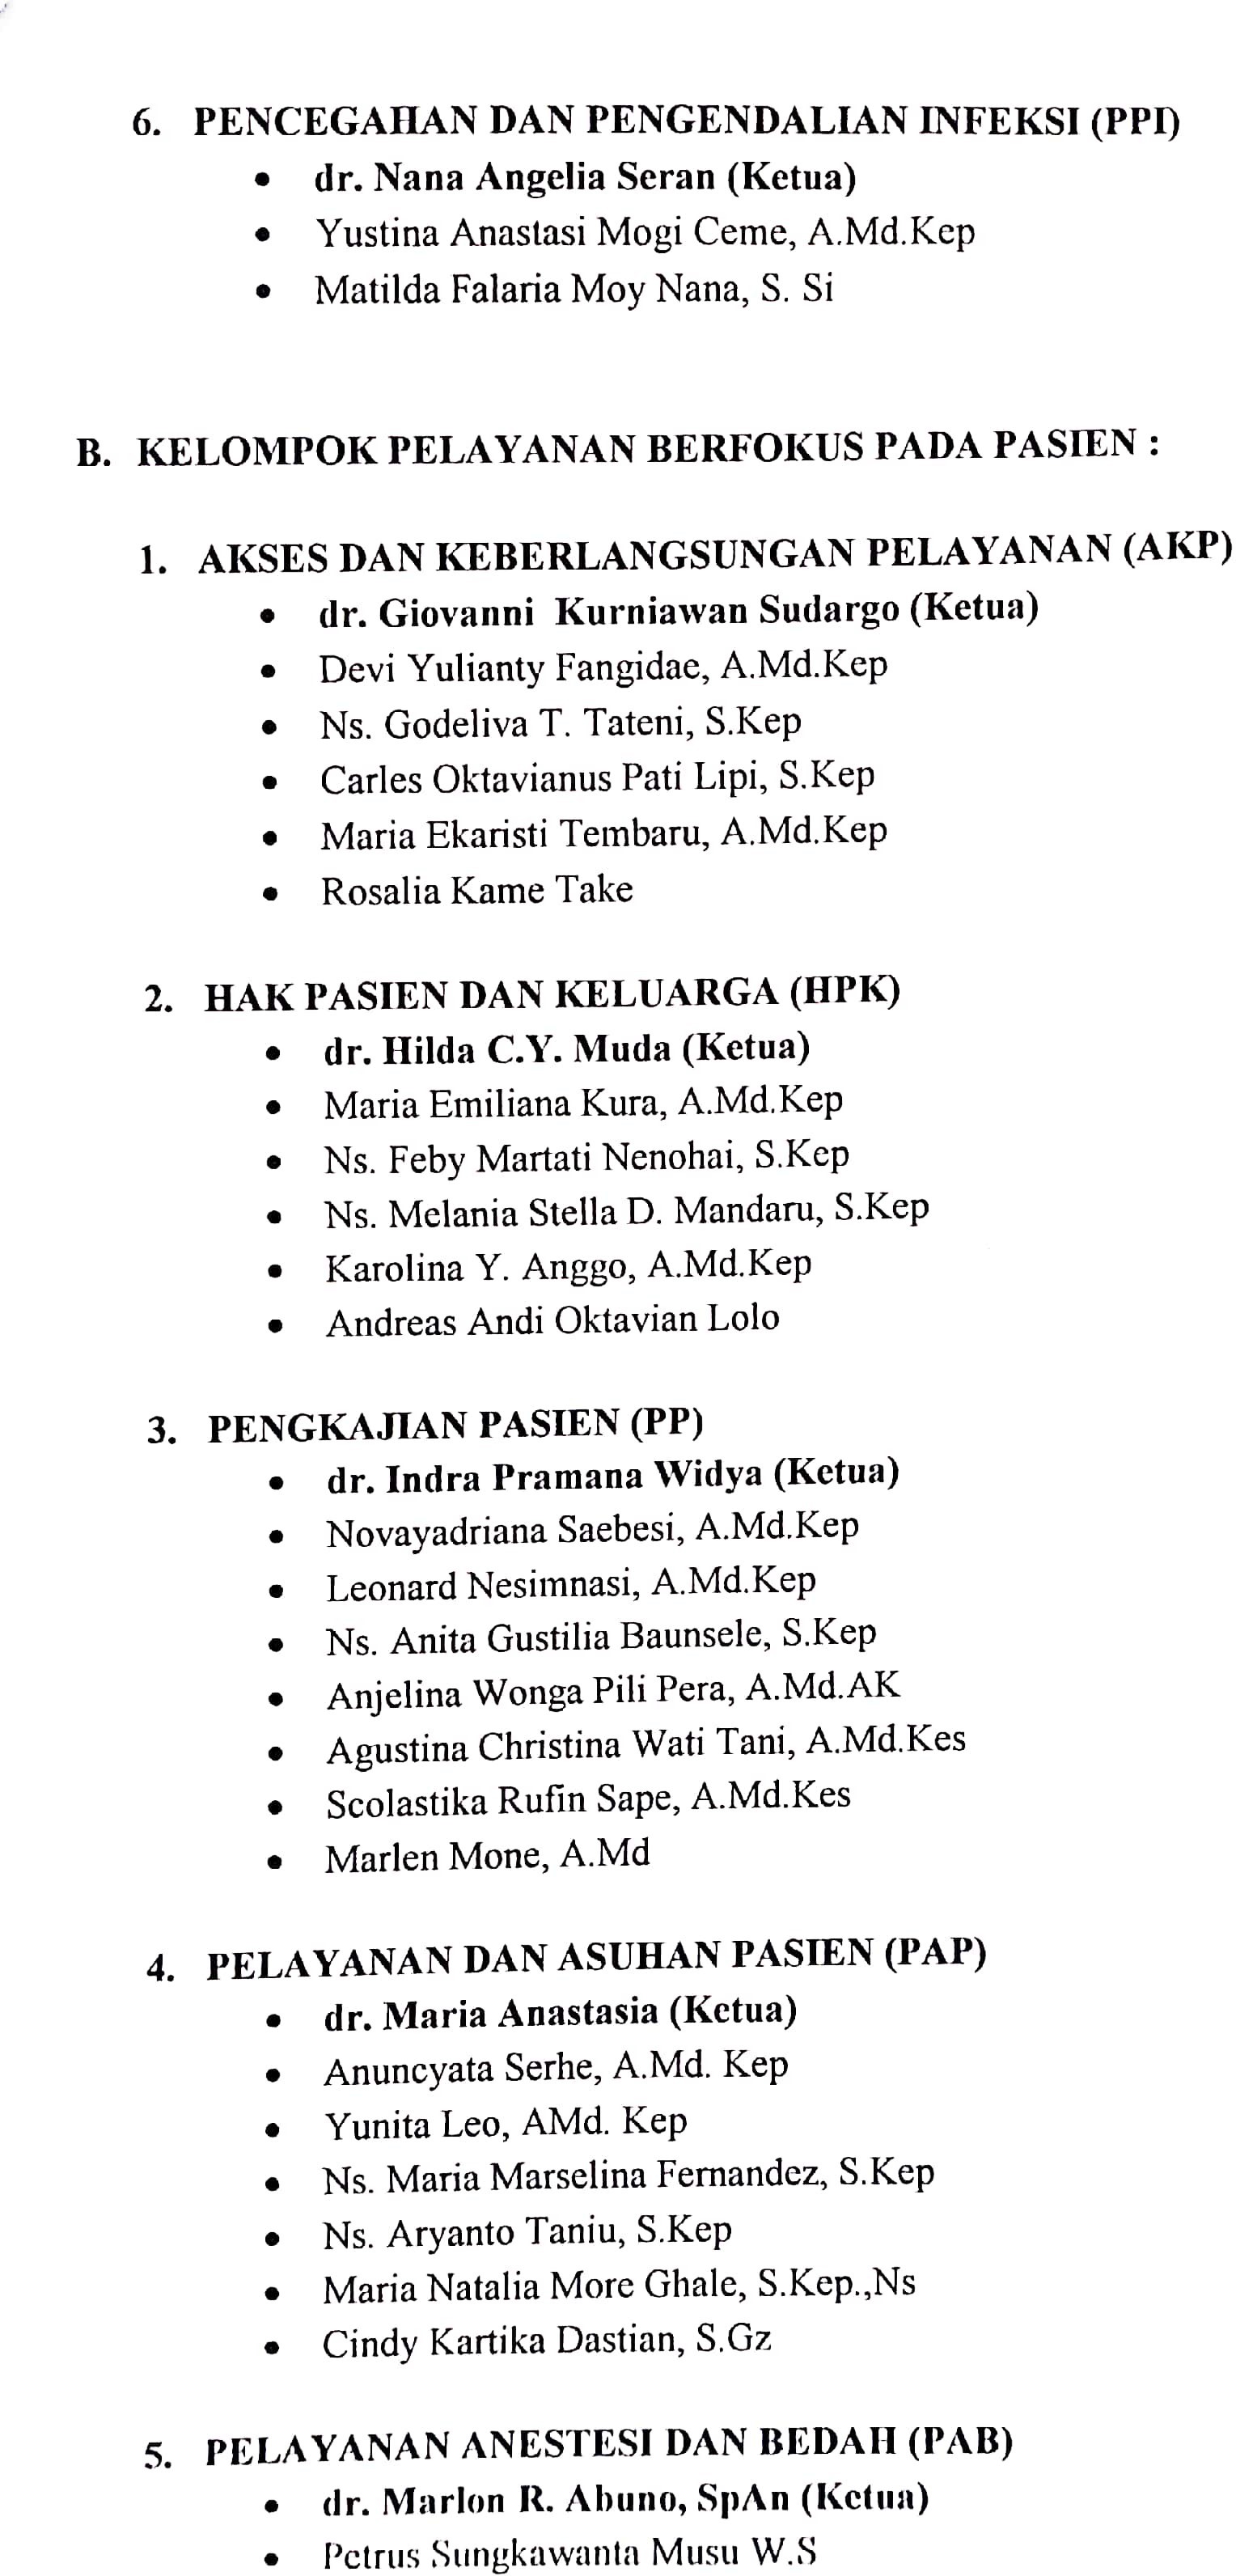 6. PENCEGAHAN DAN PENGENDALIAN INFEKSI (PPI)
• dr. Nana Angelia Seran (Ketua)
• Yustina Anastasi Mogi Ceme, A.Md.Kep
• Matilda Falaria Moy Nana, S. Si
B. KELOMPOK PELAYANAN BERFOKUS PADA PASIEN :
1. AKSES DAN KEBERLANGSUNGAN PELAYANAN (AKP)
• dr. Giovanni Kurniawan Sudargo (Ketua)
• Devi Yulianty Fangidae, A.Md.Kep
• Ns. Godeliva T. Tateni, S.Kep
• Carles Oktavianus Pati Lipi, S.Kep
• Maria Ekaristi Tembaru, A.Md.Kep
• Rosalia Kame Take
2. HAK PASIEN DAN KELUARGA (HPK)
• dr. Hilda C.Y. Muda (Ketua)
• Maria Emiliana Kura, A.Md.Kep
• Ns. Feby Martati Nenohai, S.Kep
• Ns. Melania Stella D. Mandaru, S.Kep
• Karolina Y. Anggo, A.Md.Kep
• Andreas Andi Oktavian Lolo
3. PENGKAJIAN PASIEN (PP)
• dr. Indra Pramana Widya (Ketua)
• Novayadriana Saebesi, A.Md.Kep
• Leonard Nesimnasi, A.Md.Kep
• Ns. Anita Gustilia Baunsele, S.Kep
• Anjelina Wonga Pili Pera, A.Md.AK
• Agustina Christina Wati Tani, A.Md.Kes
• Scolastika Rufin Sape, A.Md.Kes
• Marlen Mone, A.Md
4. PELAYANAN DAN ASUHAN PASIEN (PAP)
• dr. Maria Anastasia (Ketua)
• Anuncyata Serhe, A.Md. Kep
• Yunita Leo, AMd. Kep
• Ns. Maria Marselina Fernandez, S.Kep
• Ns. Aryanto Taniu, S.Kep
• Maria Natalia More Ghale, S.Kep.,Ns
• Cindy Kartika Dastian, S.Gz
5. PELAYANAN ANESTESI DAN BEDAH (PAB)
• dr. Marlon R. Abuno, SpAn (Ketua)
• Petrus Sungkawanta Musu W.S